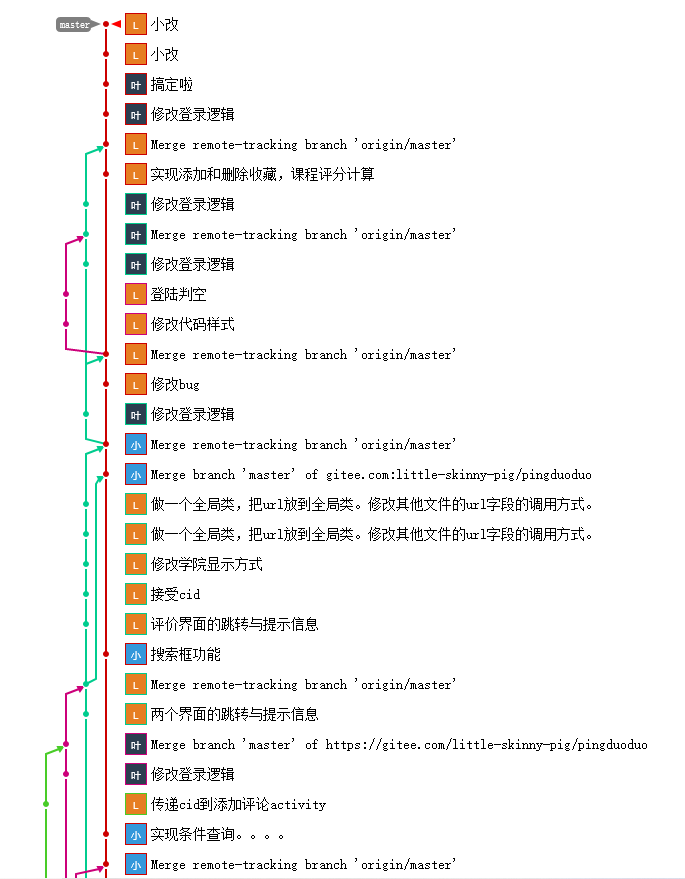 master L 小改
L 小改
叶 搞定啦
叶 修改登录逻辑
L Merge remote-tracking branch 'origin/master'
L 实现添加和删除收藏，课程评分计算
叶 修改登录逻辑
叶 Merge remote-tracking branch 'origin/master'
叶 修改登录逻辑
L 登陆判空
L 修改代码样式
L Merge remote-tracking branch 'origin/master'
L 修改bug
叶 修改登录逻辑
小 Merge remote-tracking branch 'origin/master'
小 Merge branch 'master' of gitee.com:little-skinny-pig/pingduoduo
L 做一个全局类，把url放到全局类。修改其他文件的url字段的调用方式。
L 做一个全局类，把url放到全局类。修改其他文件的url字段的调用方式。
L 修改学院显示方式
L 接受cid
L 评价界面的跳转与提示信息
小 搜索框功能
L Merge remote-tracking branch 'origin/master'
L 两个界面的跳转与提示信息
叶 Merge branch 'master' of https://gitee.com/little-skinny-pig/pingduoduo
叶 修改登录逻辑
L 传递cid到添加评论activity
小 实现条件查询。。。。
小 Merge remote-tracking branch 'origin/master'